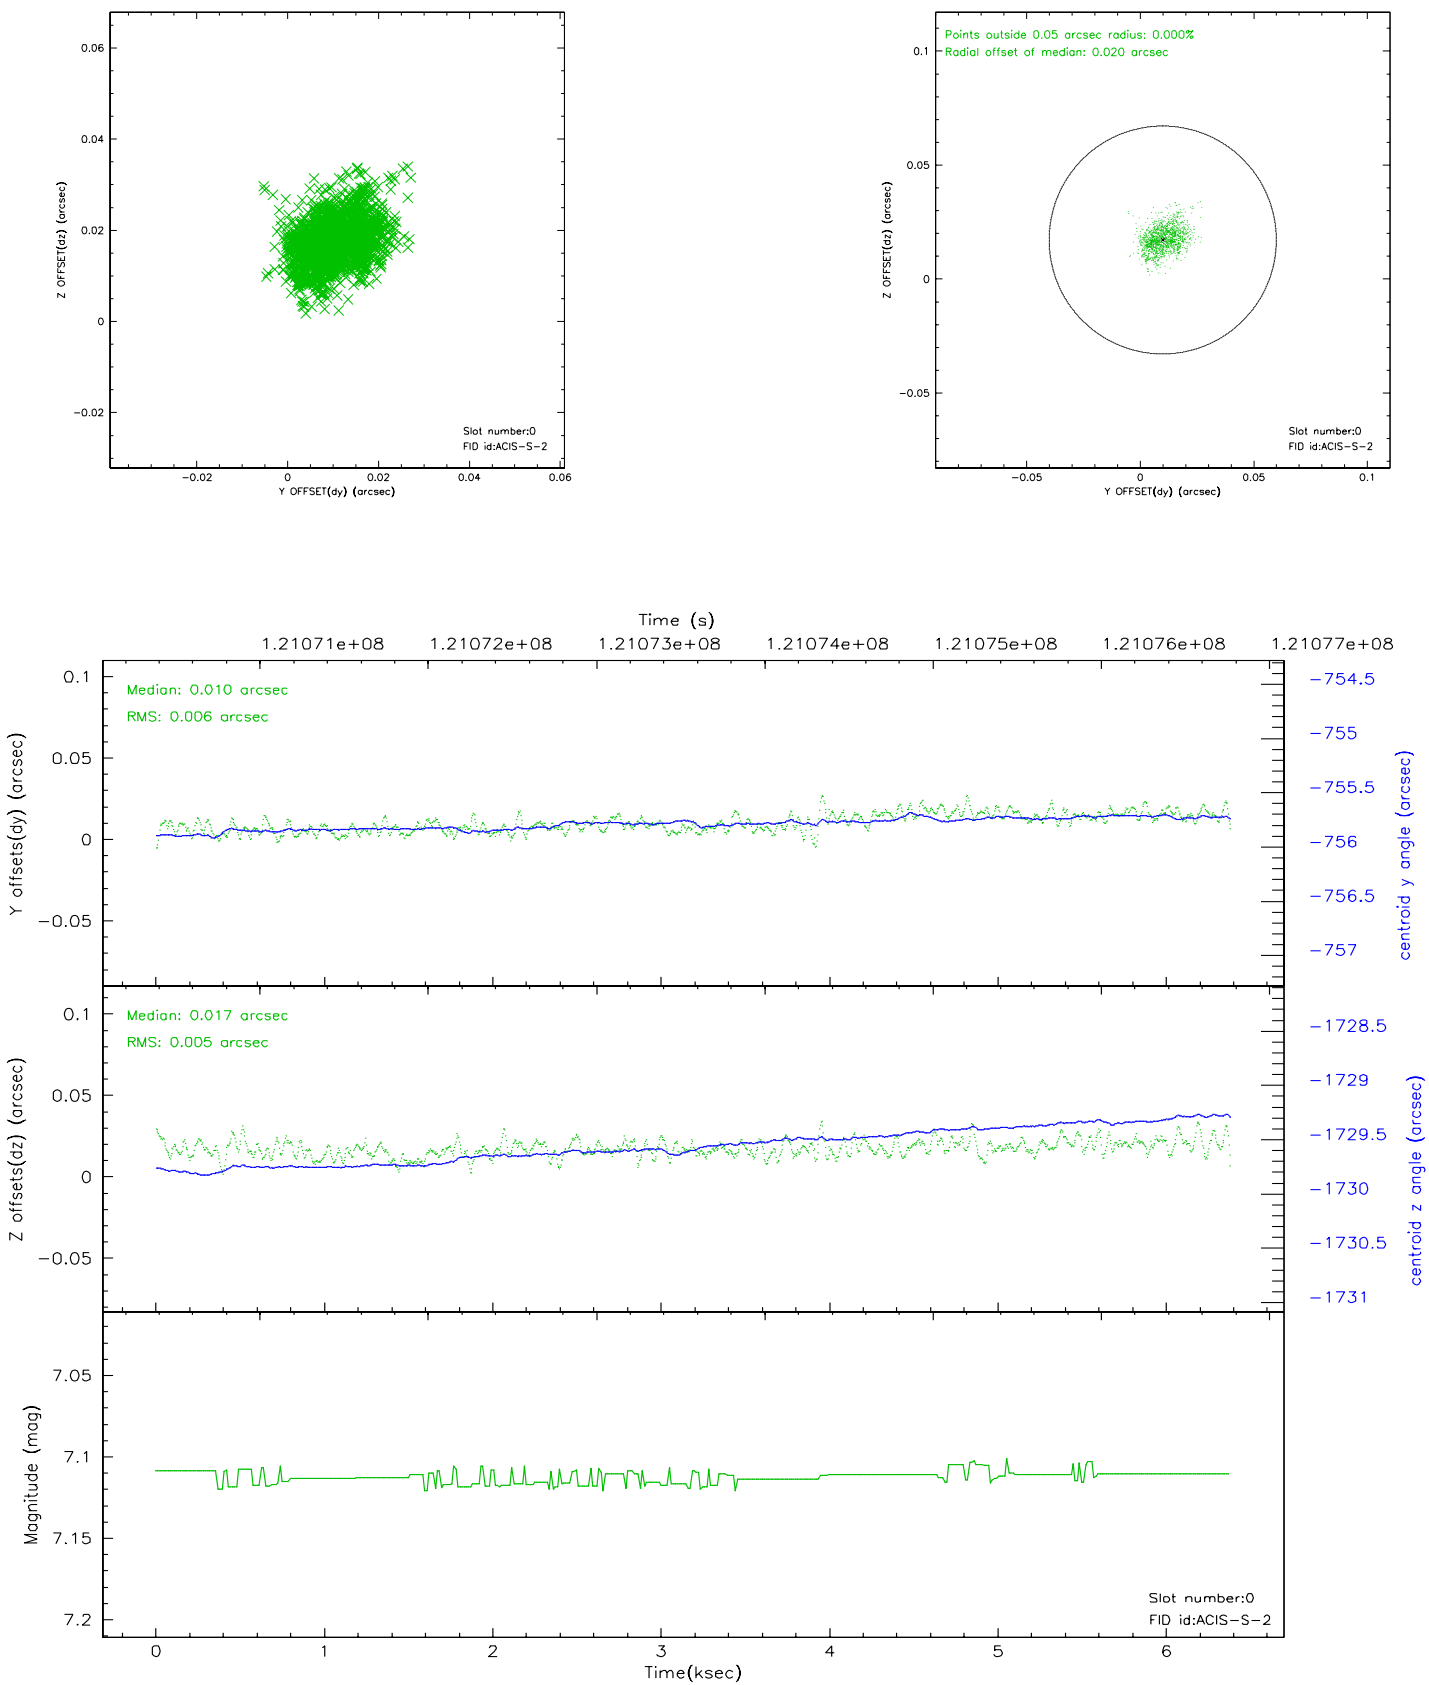 0.06
0.04
0.02
0
−0.02
Z OFFSET(dz) (arcsec)
−0.02 0 0.02 0.04 0.06
Y OFFSET(dy) (arcsec)
Slot number:0
FID id:ACIS−S−2
Points outside 0.05 arcsec radius: 0.000%
Radial offset of median: 0.020 arcsec
0.1
0.05
0
−0.05
Z OFFSET(dz) (arcsec)
−0.05 0 0.05 0.1
Y OFFSET(dy) (arcsec)
Slot number:0
FID id:ACIS−S−2
Time (s)
1.21071e+08 1.21072e+08 1.21073e+08 1.21074e+08 1.21075e+08 1.21076e+08 1.21077e+08
Median: 0.010 arcsec
RMS: 0.006 arcsec
0.1
0.05
0
−0.05
Y offsets(dy) (arcsec)
−754.5
−755
−755.5
−756
−756.5
−757
centroid y angle (arcsec)
Median: 0.017 arcsec
RMS: 0.005 arcsec
0.1
0.05
0
−0.05
Z offsets(dz) (arcsec)
−1728.5
−1729
−1729.5
−1730
−1730.5
−1731
centroid z angle (arcsec)
7.05
7.1
7.15
7.2
Magnitude (mag)
Slot number:0
FID id:ACIS−S−2
0 1 2 3 4 5 6
Time(ksec)